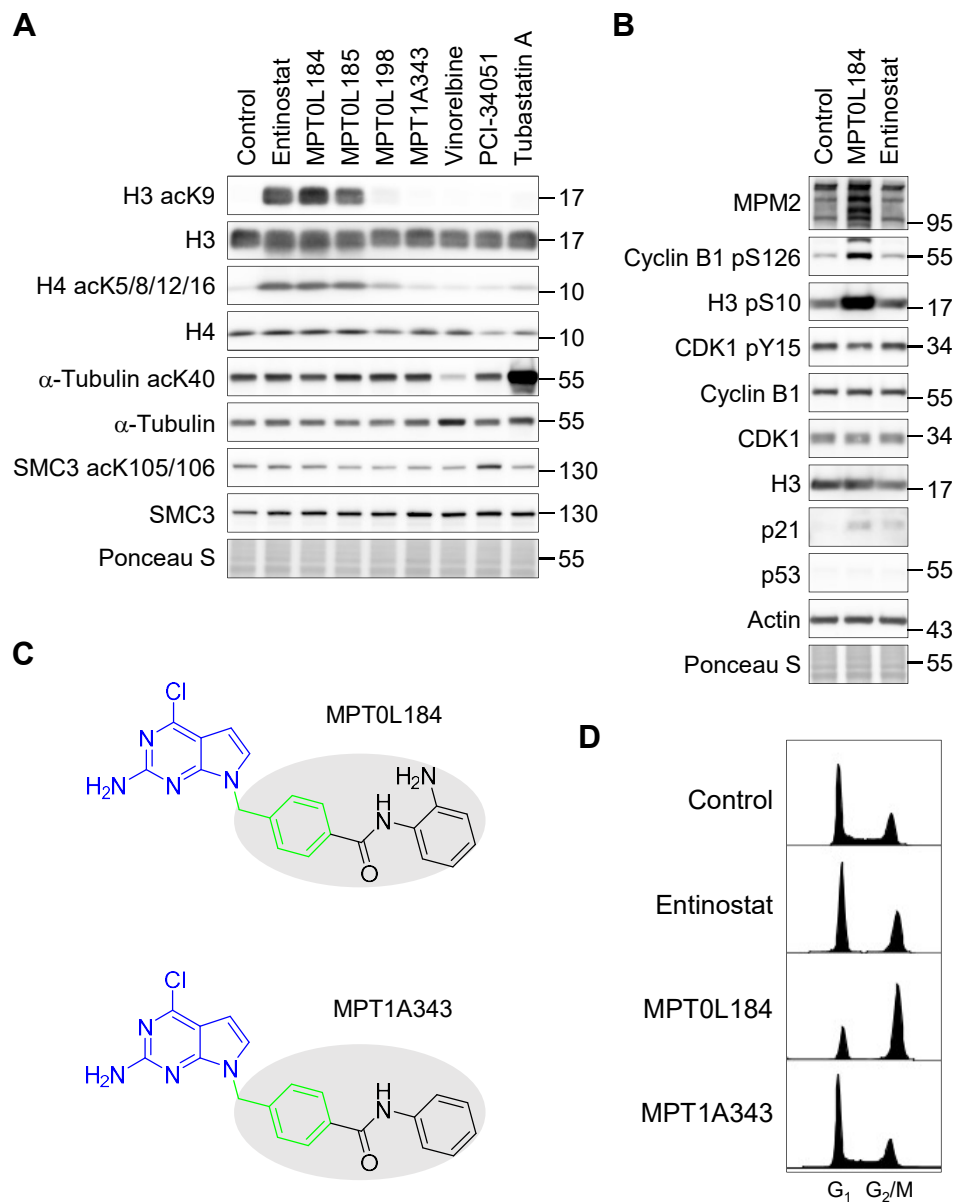 A
Control
Entinostat
MPT0L184
MPT0L185
MPT0L198
MPT1A343
Vinorelbine
PCI-34051
Tubastatin A
H3 acK9
17
H3
17
H4 acK5/8/12/16
10
H4
10
α-Tubulin acK40
55
α-Tubulin
55
SMC3 acK105/106
130
SMC3
130
Ponceau S
55
B
Control
MPT0L184
Entinostat
MPM2
95
Cyclin B1 pS126
55
H3 pS10
17
CDK1 pY15
34
Cyclin B1
55
CDK1
34
H3
17
p21
p53
55
Actin
43
Ponceau S
55
C
MPT0L184
Cl
N
H₂N
N
N
H₂N
H
N
O
MPT1A343
Cl
N
H₂N
N
N
H
N
O
D
Control
Entinostat
MPT0L184
MPT1A343
G₁ G₂/M